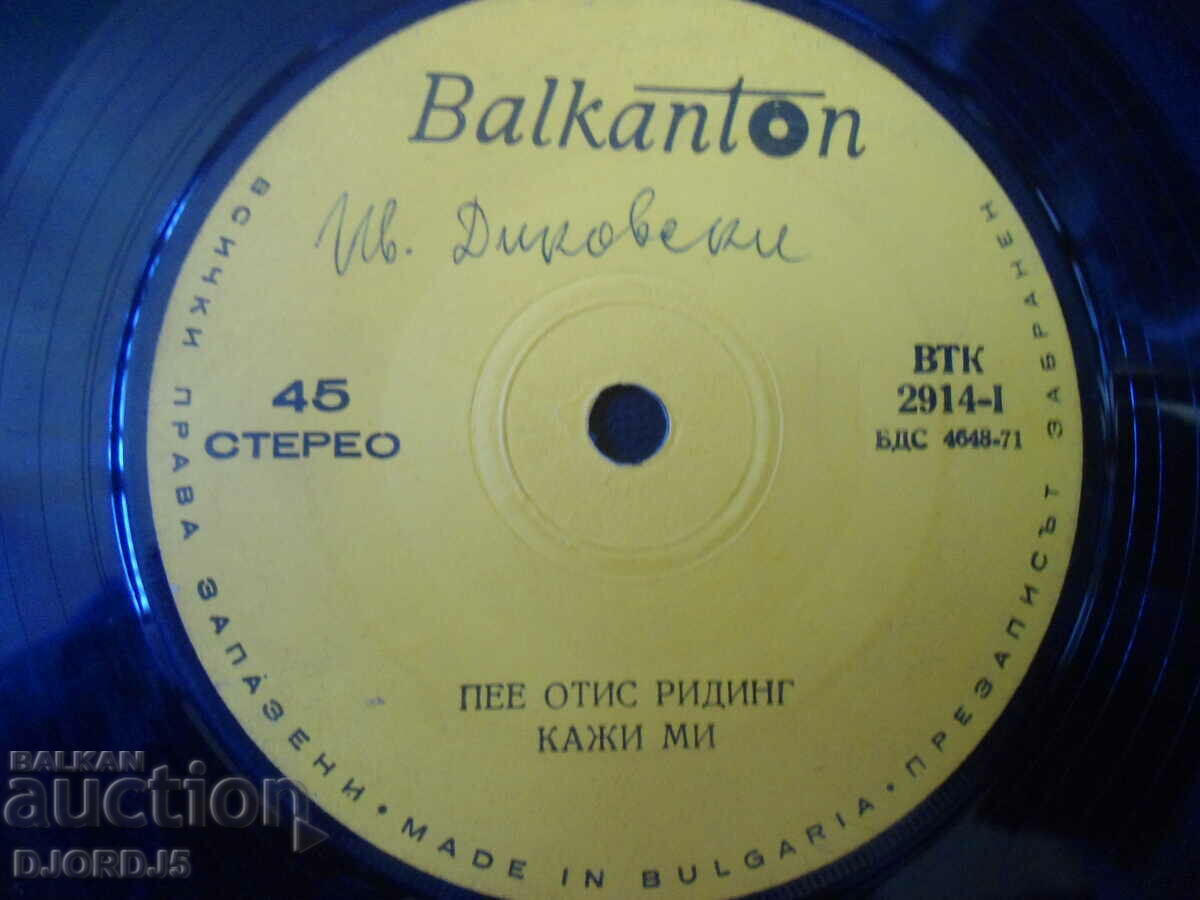 Balkanton
Ив. Диковски
45
СТЕРЕО
ВТК
2914-I
БДС 4648-71
ПЕЕ ОТИС РИДИНГ
КАЖИ МИ
ВСИЧКИ ПРАВА ЗАПАЗЕНИ • MADE IN BULGARIA • ПРЕЗАПИСЪТ ЗАБРАНЕН
BALKAN
auction
DJORDJ5